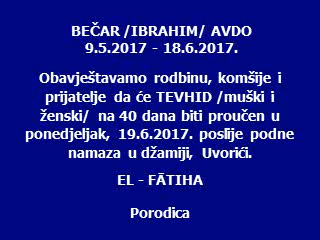 BEČAR /IBRAHIM/ AVDO
9.5.2017 - 18.6.2017.
Obavještavamo rodbinu, komšije i
prijatelje da će TEVHID /muški i
ženski/ na 40 dana biti proučen u
ponedjeljak, 19.6.2017. poslije podne
namaza u džamiji, Uvorići.
EL - FĀTIHA
Porodica